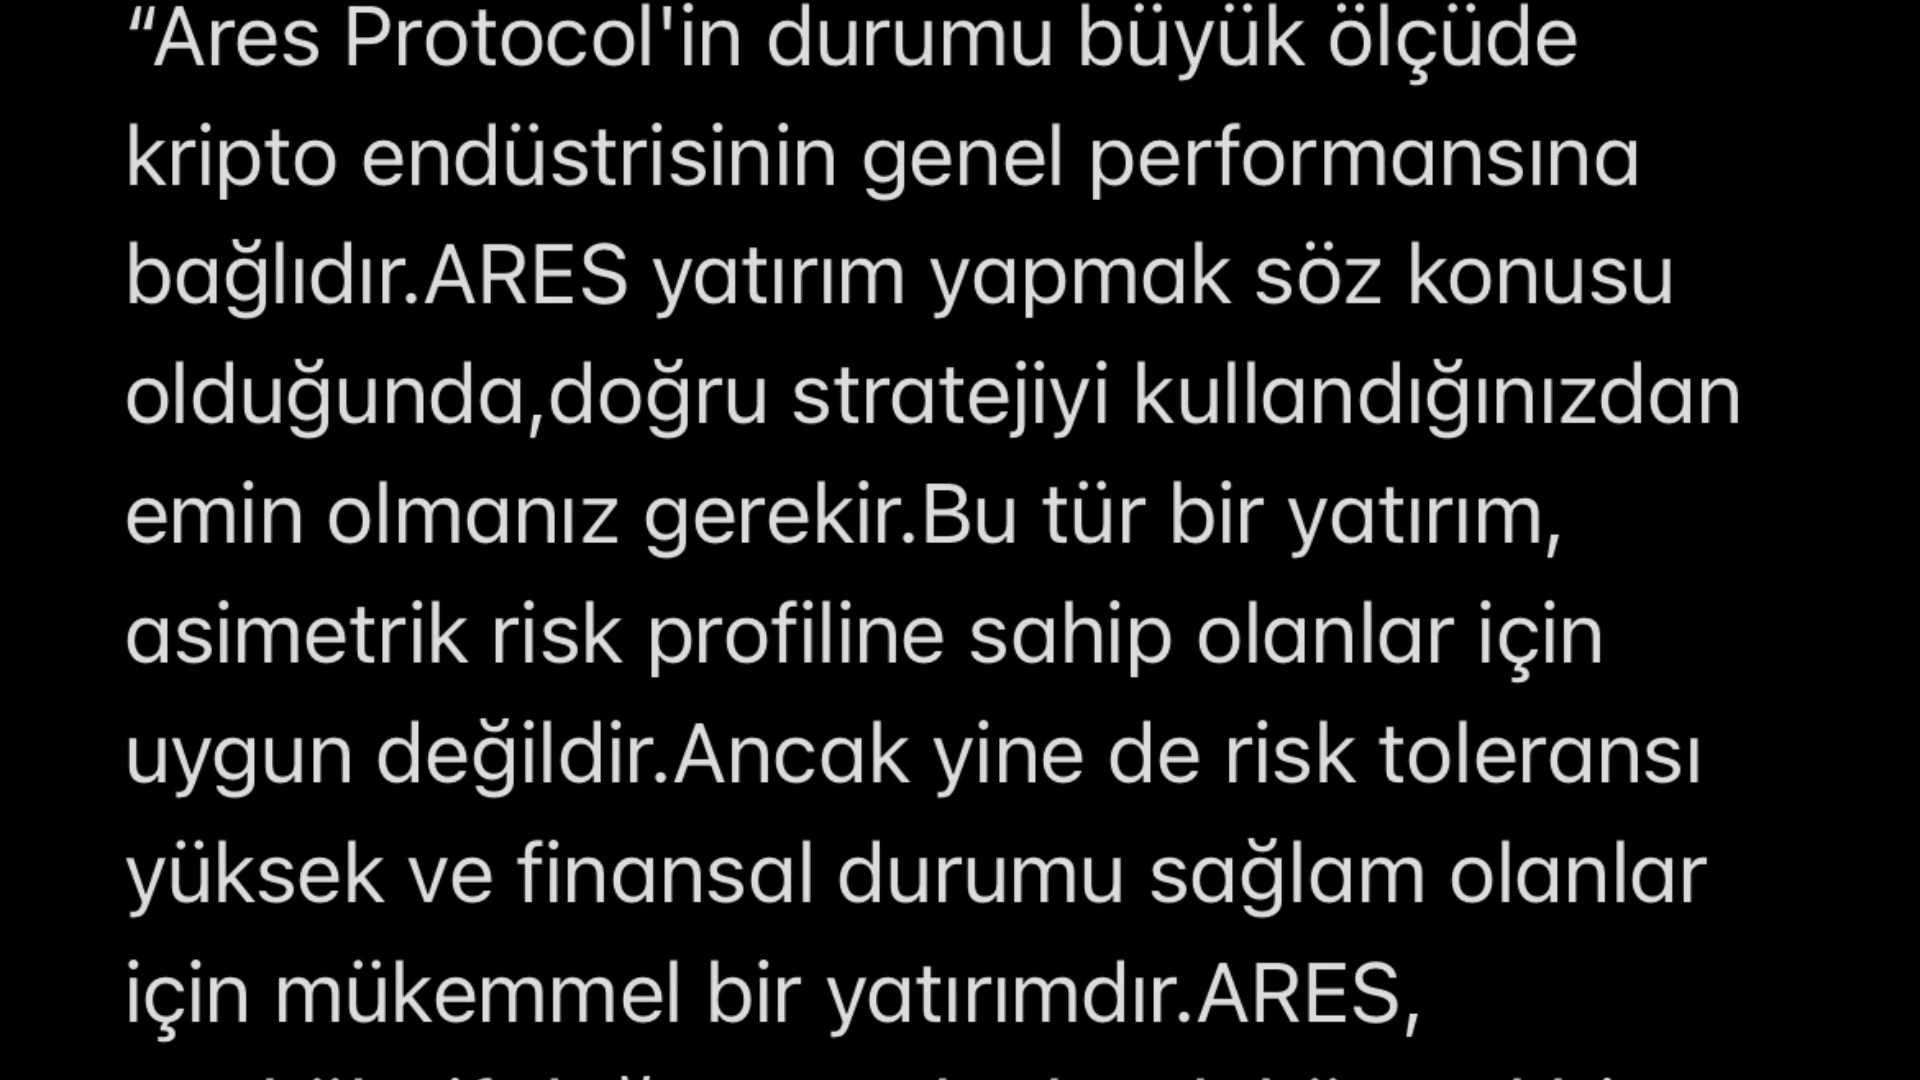 “Ares Protocol'in durumu büyük ölçüde
kripto endüstrisinin genel performansına
bağlıdır.ARES yatırım yapmak söz konusu
olduğunda,doğru stratejiyi kullandığınızdan
emin olmanız gerekir.Bu tür bir yatırım,
asimetrik risk profiline sahip olanlar için
uygun değildir.Ancak yine de risk toleransı
yüksek ve finansal durumu sağlam olanlar
için mükemmel bir yatırımdır.ARES,